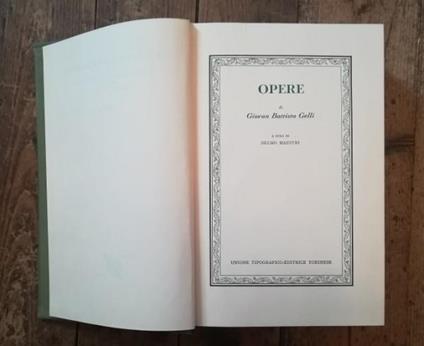 OPERE
di
Giovan Battista Gelli
A CURA DI
DELMO MAESTRI
UNIONE TIPOGRAFICO-EDITRICE TORINESE